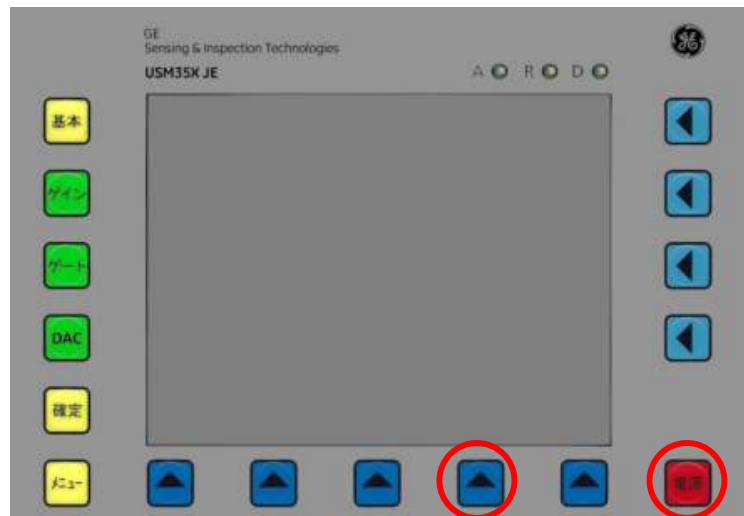 GE
Sensing & Inspection Technologies
USM35X JE
A R D
基本
ゲイン
ゲート
DAC
確定
メニュー
電源